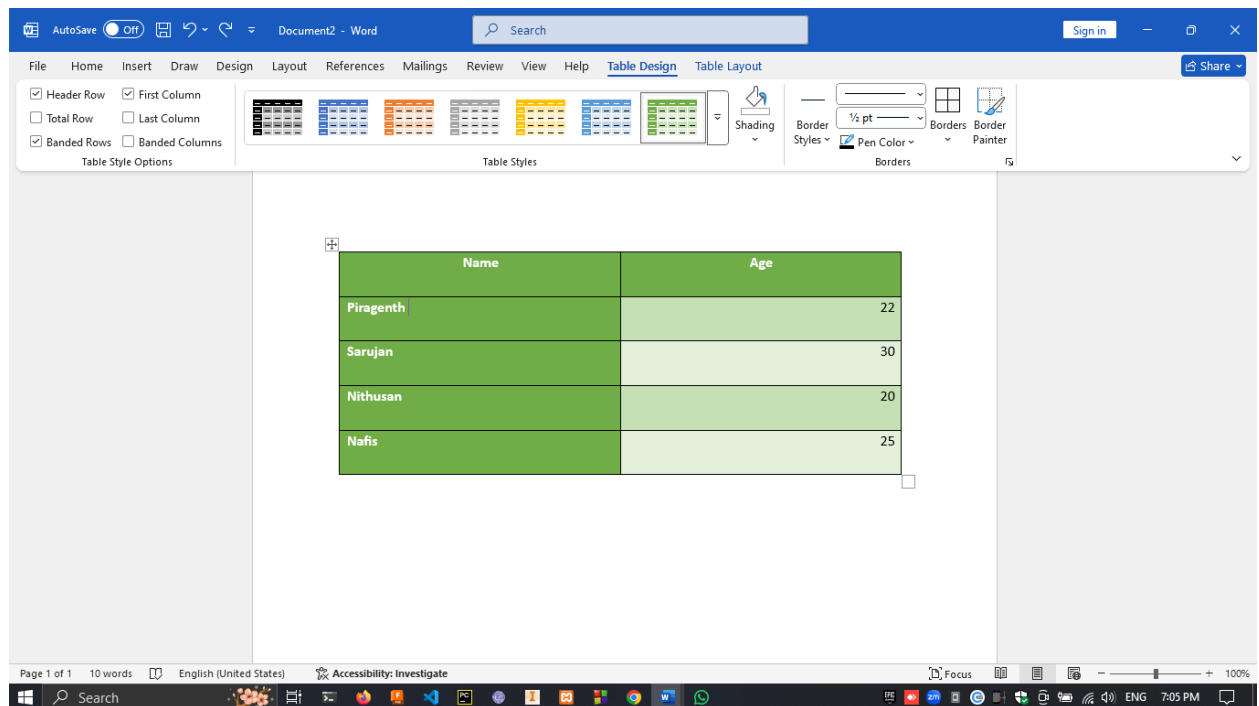 AutoSave Off Document2 - Word Search Sign in
File Home Insert Draw Design Layout References Mailings Review View Help Table Design Table Layout Share
Header Row First Column
Total Row Last Column
Banded Rows Banded Columns
Table Style Options
Table Styles
Shading
Border Styles
½ pt
Pen Color
Borders
Border Painter
Borders
Name Age
Piragenth 22
Sarujan 30
Nithusan 20
Nafis 25
Page 1 of 1 10 words English (United States) Accessibility: Investigate Focus 100%
Search ENG 7:05 PM